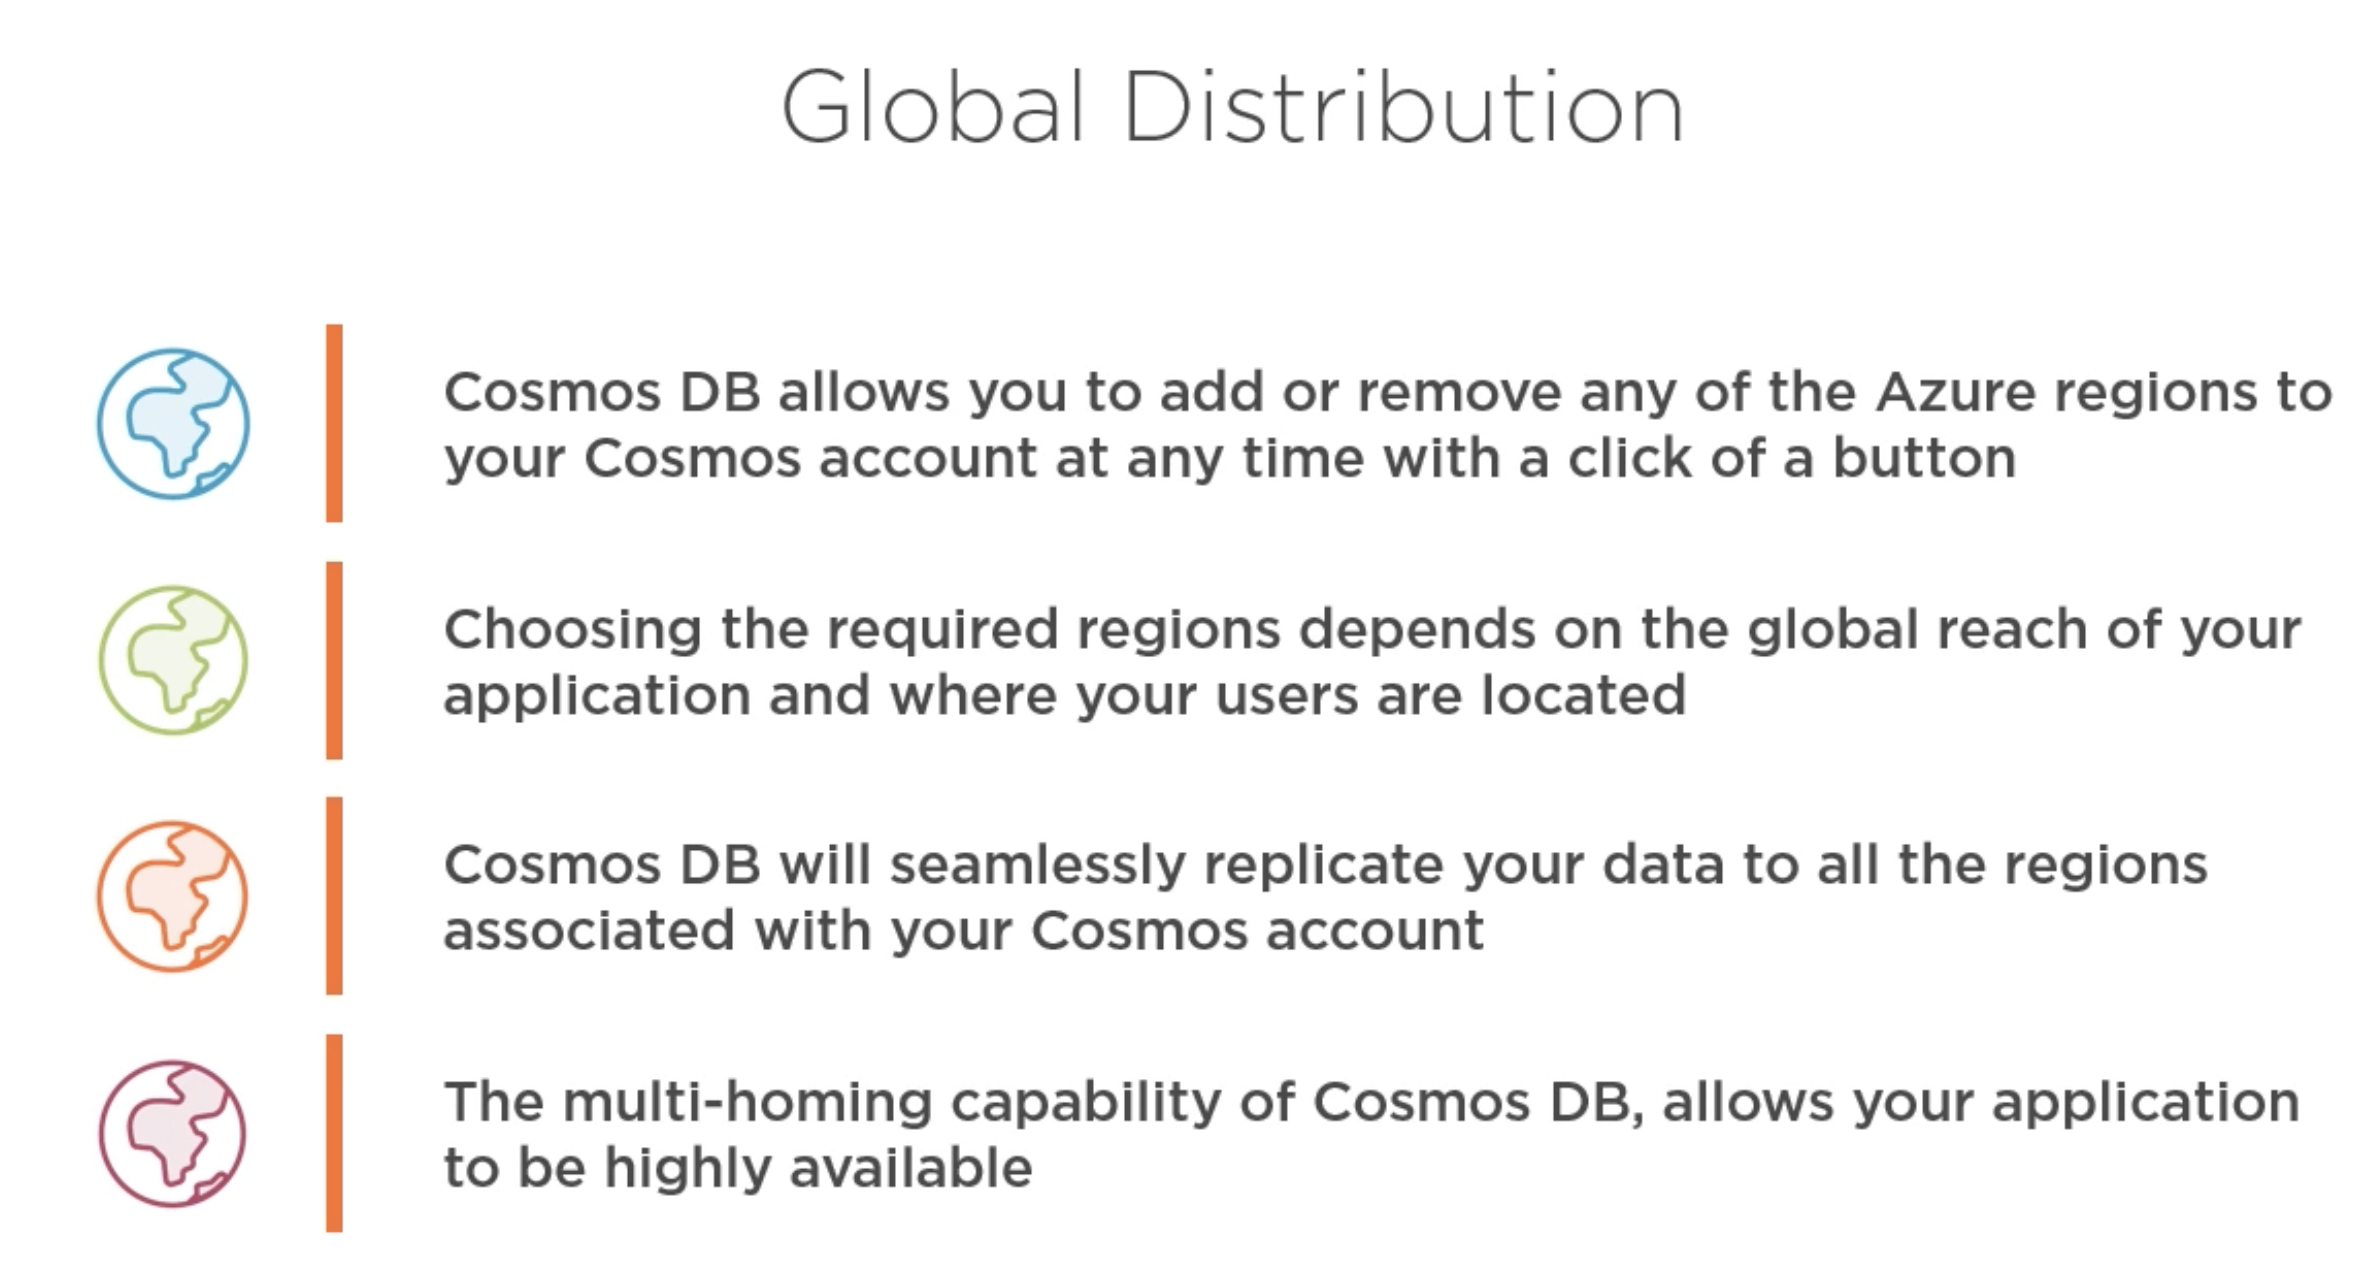 Global Distribution
Cosmos DB allows you to add or remove any of the Azure regions to
your Cosmos account at any time with a click of a button
Choosing the required regions depends on the global reach of your
application and where your users are located
Cosmos DB will seamlessly replicate your data to all the regions
associated with your Cosmos account
The multi-homing capability of Cosmos DB, allows your application
to be highly available